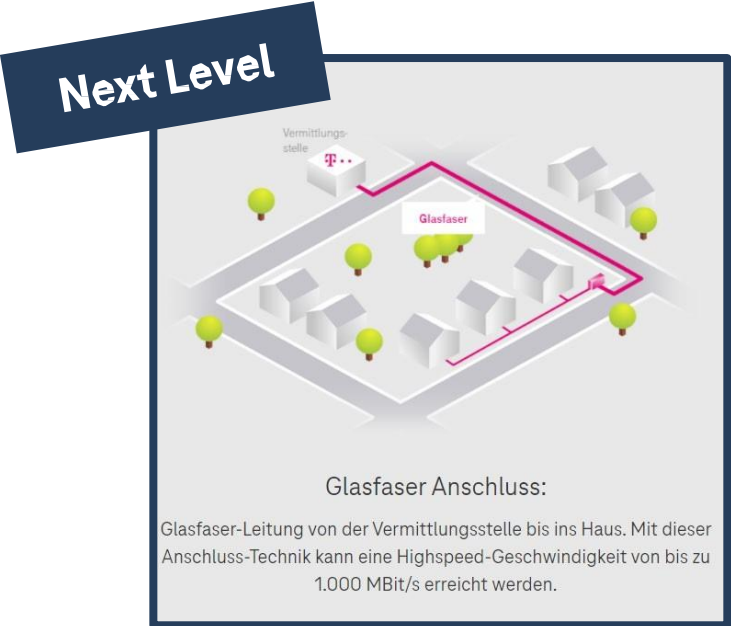 Next Level
Vermittlungs-
stelle
T··
Glasfaser
Glasfaser Anschluss:
Glasfaser-Leitung von der Vermittlungsstelle bis ins Haus. Mit dieser
Anschluss-Technik kann eine Highspeed-Geschwindigkeit von bis zu
1.000 MBit/s erreicht werden.